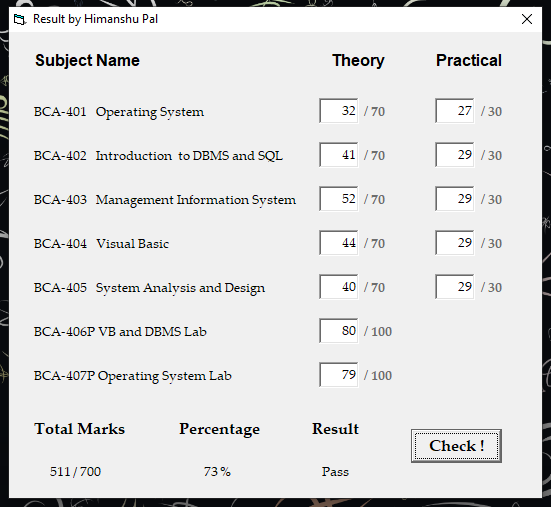 Result by Himanshu Pal
Subject Name Theory Practical
BCA-401 Operating System 32 / 70 27 / 30
BCA-402 Introduction to DBMS and SQL 41 / 70 29 / 30
BCA-403 Management Information System 52 / 70 29 / 30
BCA-404 Visual Basic 44 / 70 29 / 30
BCA-405 System Analysis and Design 40 / 70 29 / 30
BCA-406P VB and DBMS Lab 80 / 100
BCA-407P Operating System Lab 79 / 100
Total Marks Percentage Result Check !
511 / 700 73 % Pass